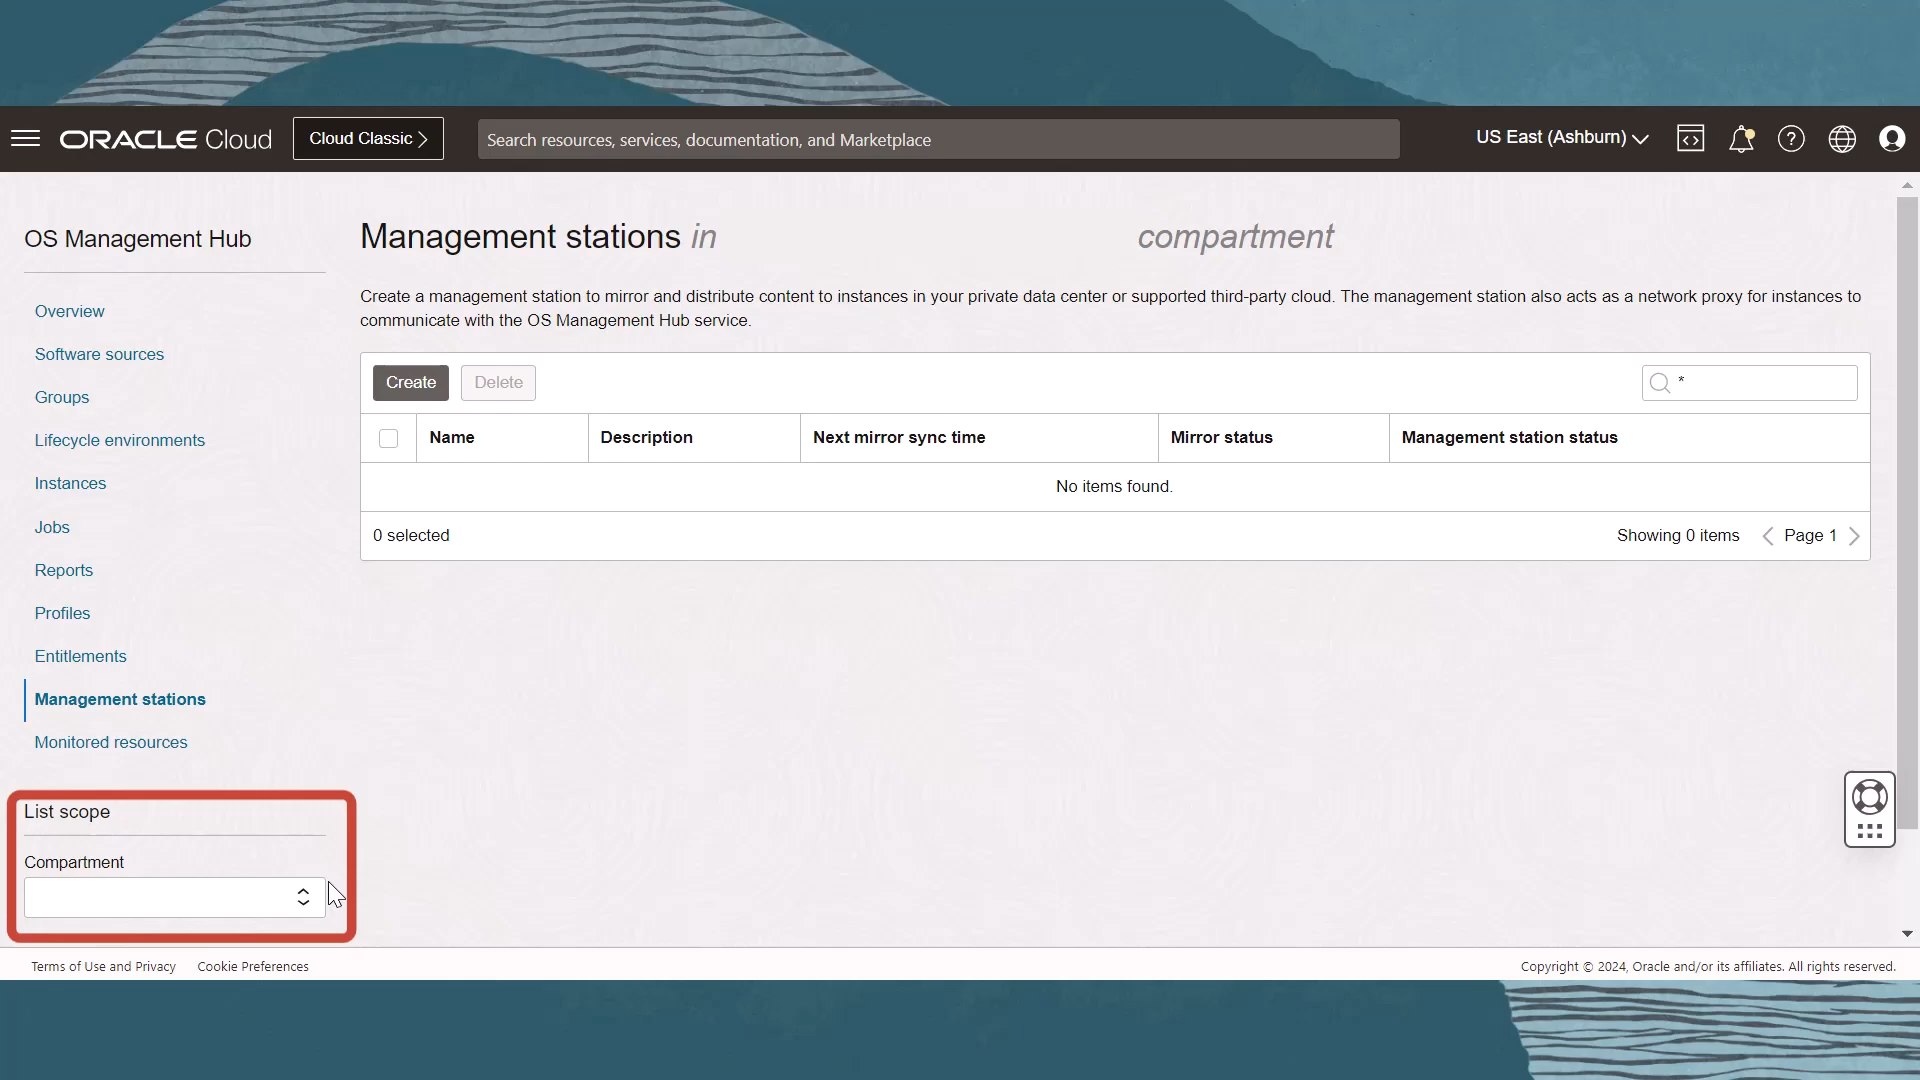 ORACLE Cloud
Cloud Classic
Search resources, services, documentation, and Marketplace
US East (Ashburn)
OS Management Hub
Overview
Software sources
Groups
Lifecycle environments
Instances
Jobs
Reports
Profiles
Entitlements
Management stations
Monitored resources
List scope
Compartment
Management stations in compartment
Create a management station to mirror and distribute content to instances in your private data center or supported third-party cloud. The management station also acts as a network proxy for instances to
communicate with the OS Management Hub service.
Create Delete
*
Name Description Next mirror sync time Mirror status Management station status
No items found.
0 selected
Showing 0 items Page 1
Terms of Use and Privacy Cookie Preferences
Copyright © 2024, Oracle and/or its affiliates. All rights reserved.